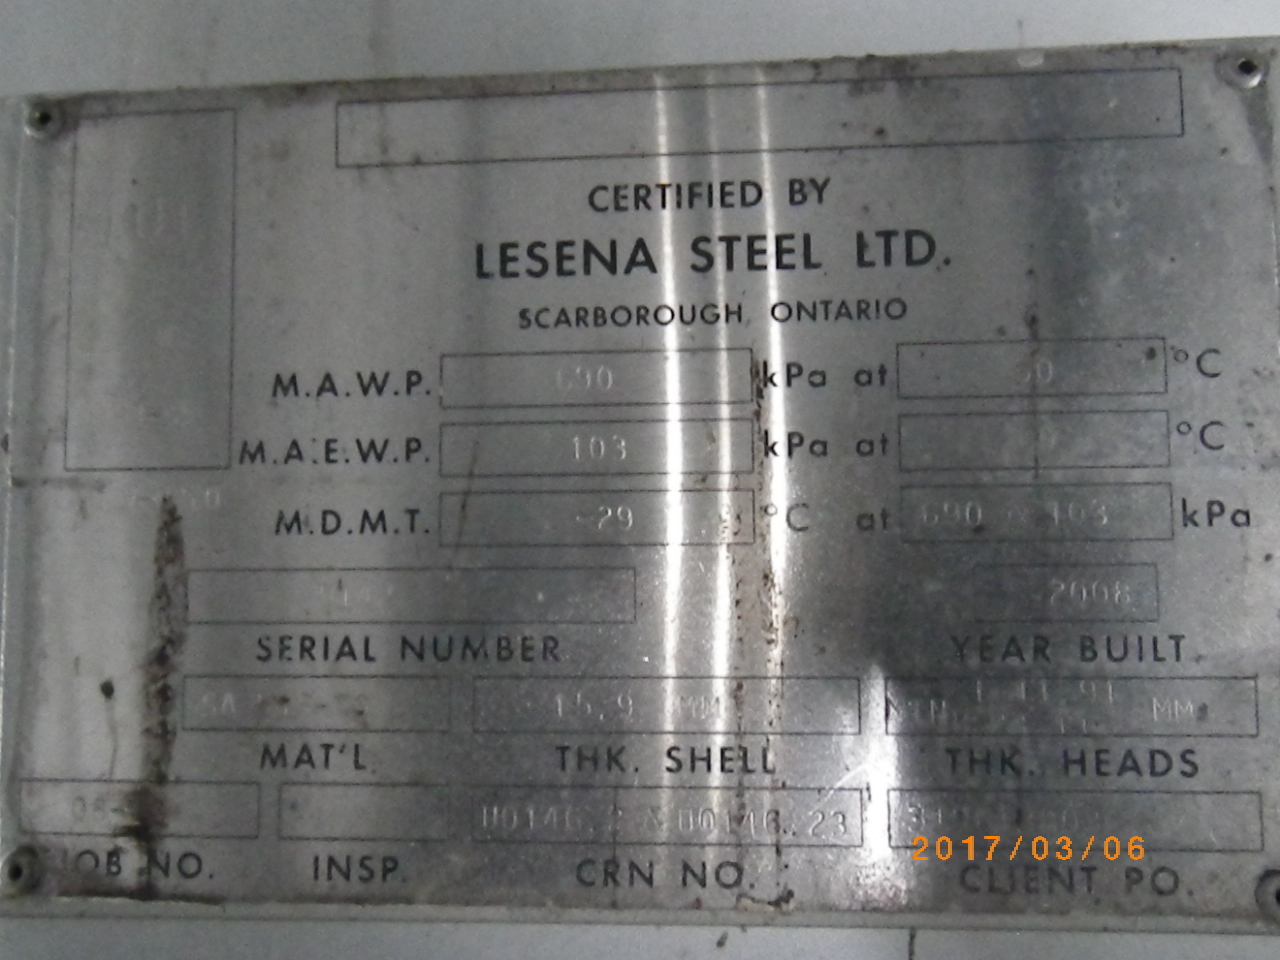 CERTIFIED BY
LESENA STEEL LTD.
SCARBOROUGH, ONTARIO
M.A.W.P. 690 kPa at °C
M.A.E.W.P. 103 kPa at °C
M.D.M.T. -29 °C at 690 & 103 kPa
2008
SERIAL NUMBER YEAR BUILT
15.9 MM MIN. MM
MAT'L THK. SHELL THK. HEADS
2017/03/06
JOB NO. INSP. CRN NO. CLIENT PO.